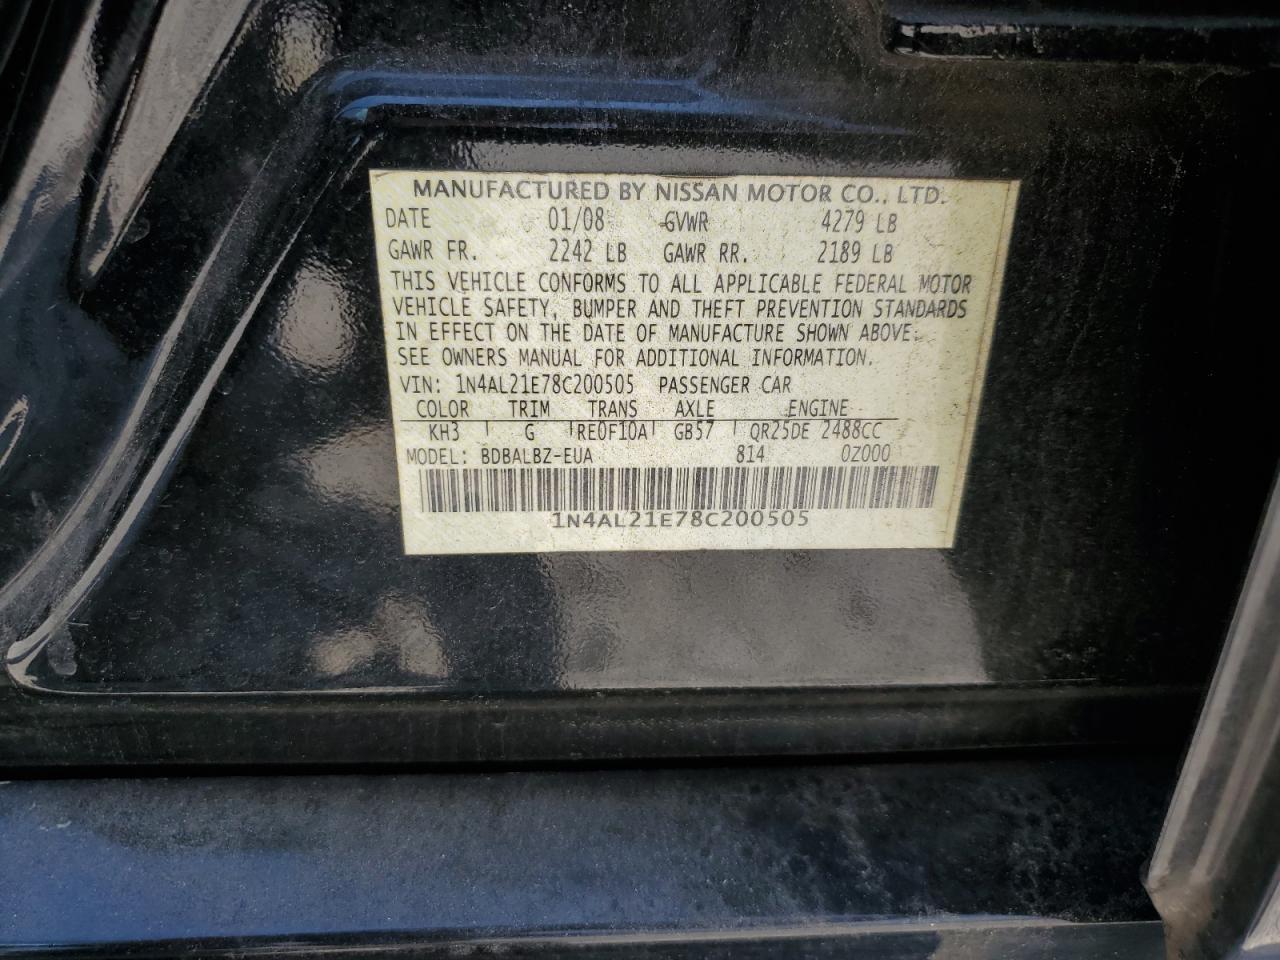 MANUFACTURED BY NISSAN MOTOR CO., LTD.
DATE 01/08 GVWR 4279 LB
GAWR FR. 2242 LB GAWR RR. 2189 LB
THIS VEHICLE CONFORMS TO ALL APPLICABLE FEDERAL MOTOR
VEHICLE SAFETY, BUMPER AND THEFT PREVENTION STANDARDS
IN EFFECT ON THE DATE OF MANUFACTURE SHOWN ABOVE.
SEE OWNERS MANUAL FOR ADDITIONAL INFORMATION.
VIN: 1N4AL21E78C200505 PASSENGER CAR
COLOR TRIM TRANS AXLE ENGINE
KH3 G RE0F10A GB57 QR25DE 2488CC
MODEL: BDBALBZ-EUA 814 0Z000
1N4AL21E78C200505